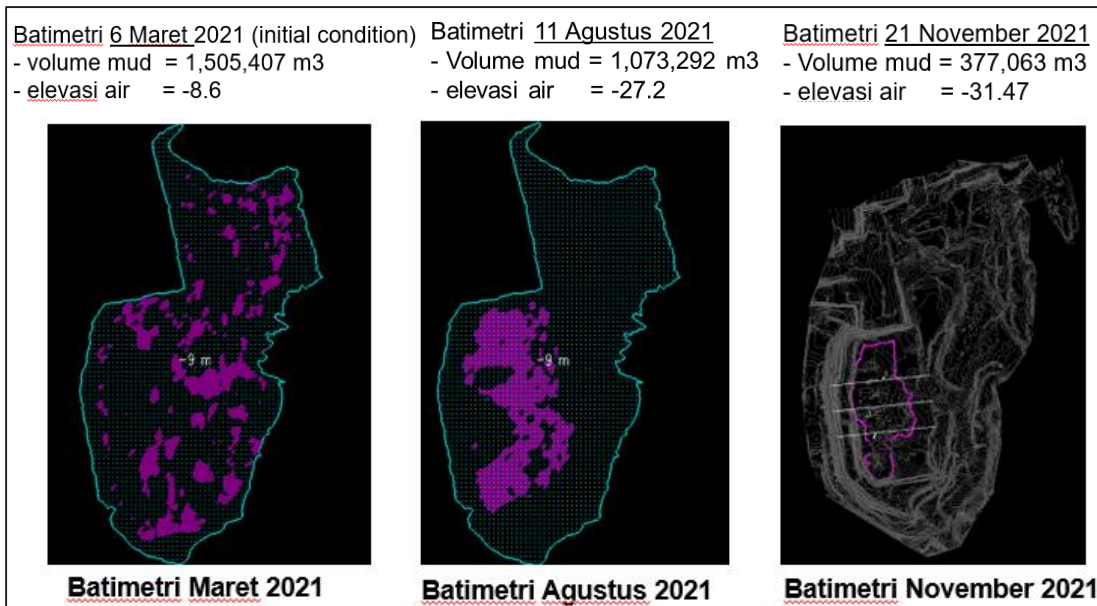 Batimetri 6 Maret 2021 (initial condition)
- volume mud = 1,505,407 m3
- elevasi air = -8.6
Batimetri 11 Agustus 2021
- Volume mud = 1,073,292 m3
- elevasi air = -27.2
Batimetri 21 November 2021
- Volume mud = 377,063 m3
- elevasi air = -31.47
-9 m
-9 m
Batimetri Maret 2021
Batimetri Agustus 2021
Batimetri November 2021